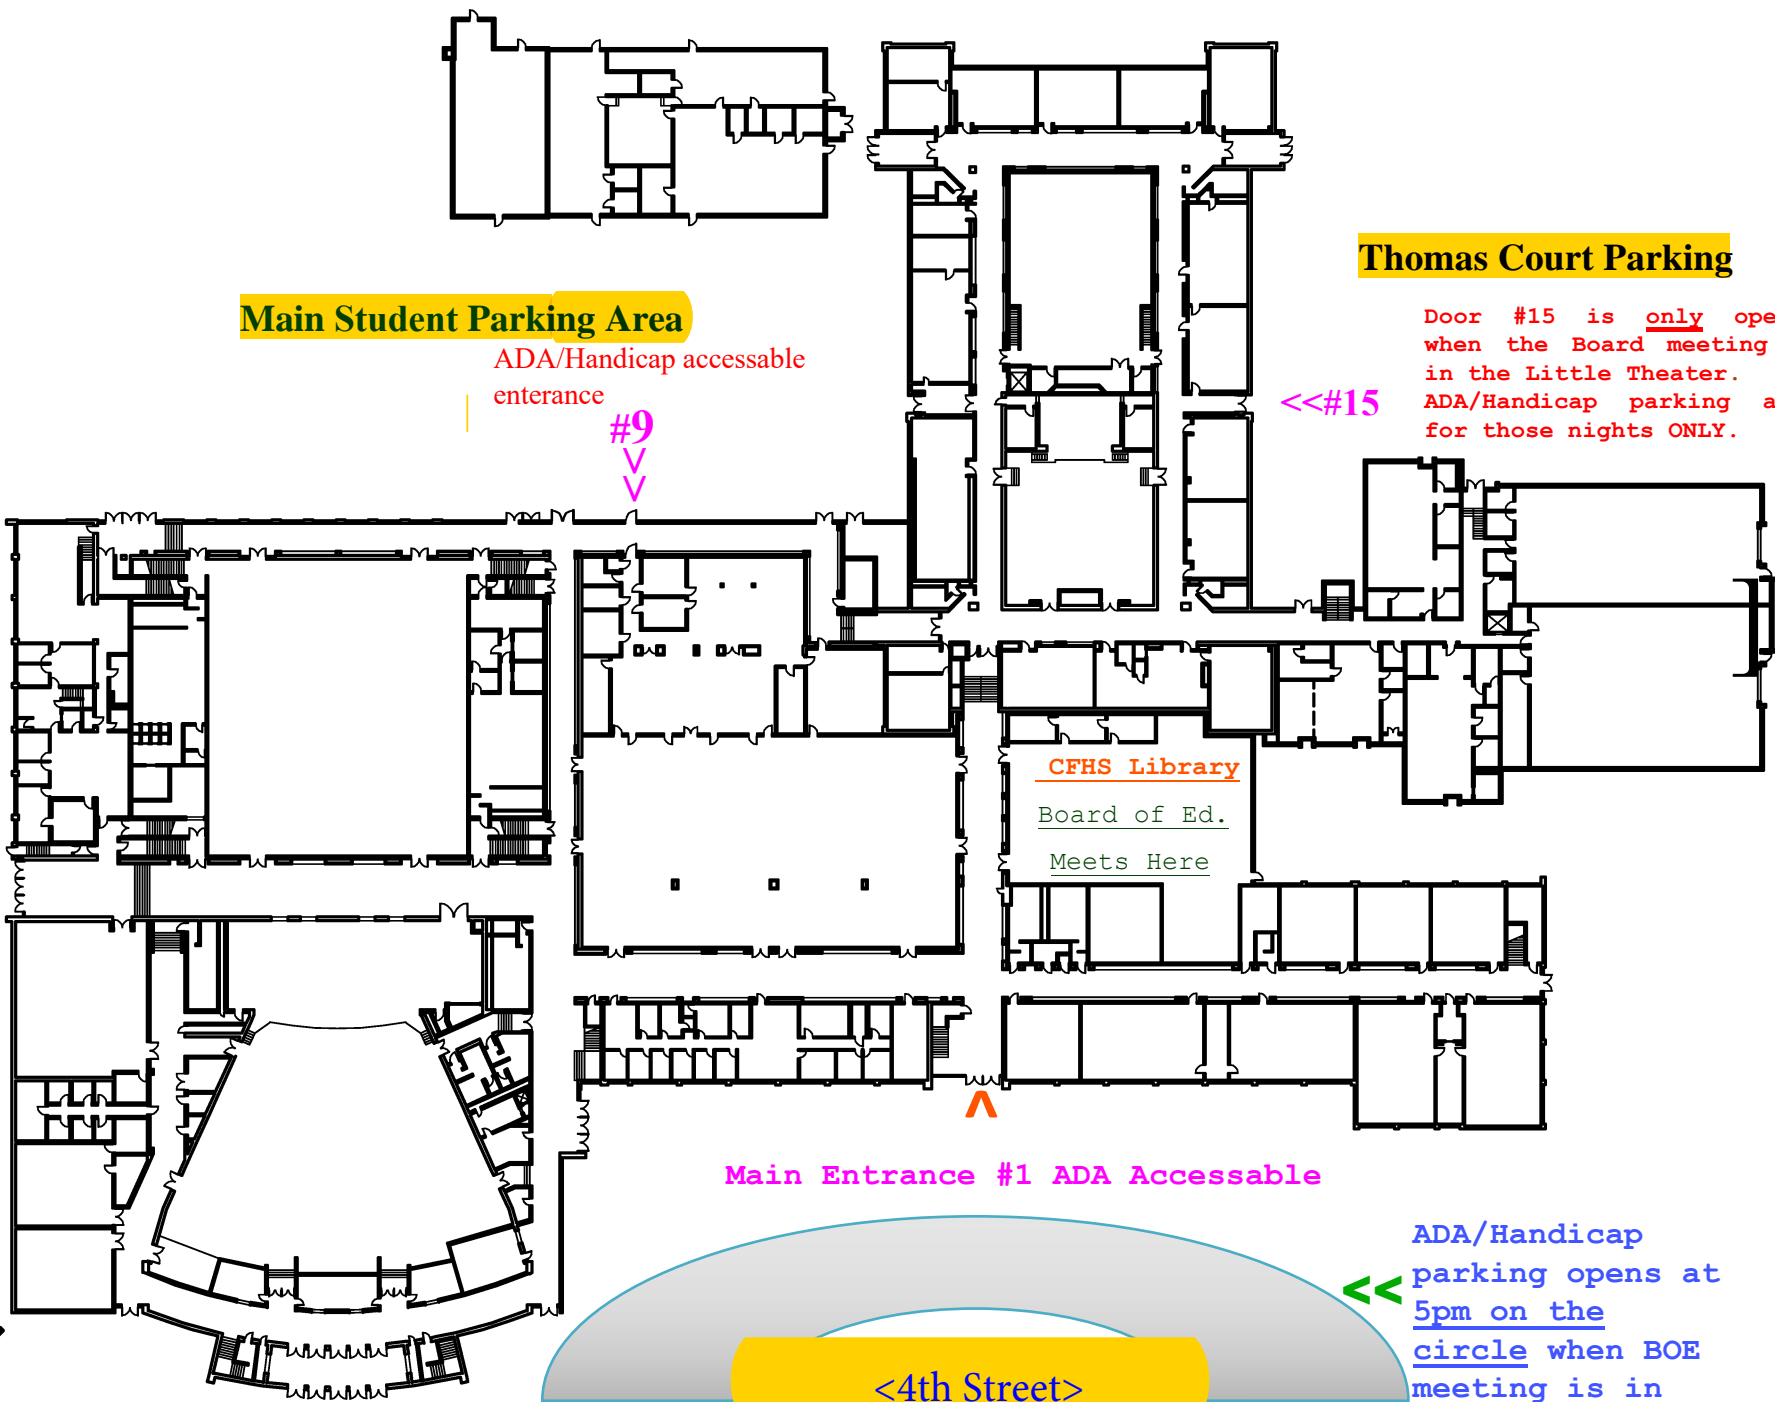 Thomas Court Parking
Main Student Parking Area
Door #15 is only ope
when the Board meeting
in the Little Theater.
ADA/Handicap parking a
for those nights ONLY.
ADA/Handicap accessable
enterance
#9
>
>
<<#15
CFHS Library
Board of Ed.
Meets Here
^
Main Entrance #1 ADA Accessable
ADA/Handicap
<< parking opens at
5pm on the
circle when BOE
meeting is in
<4th Street>